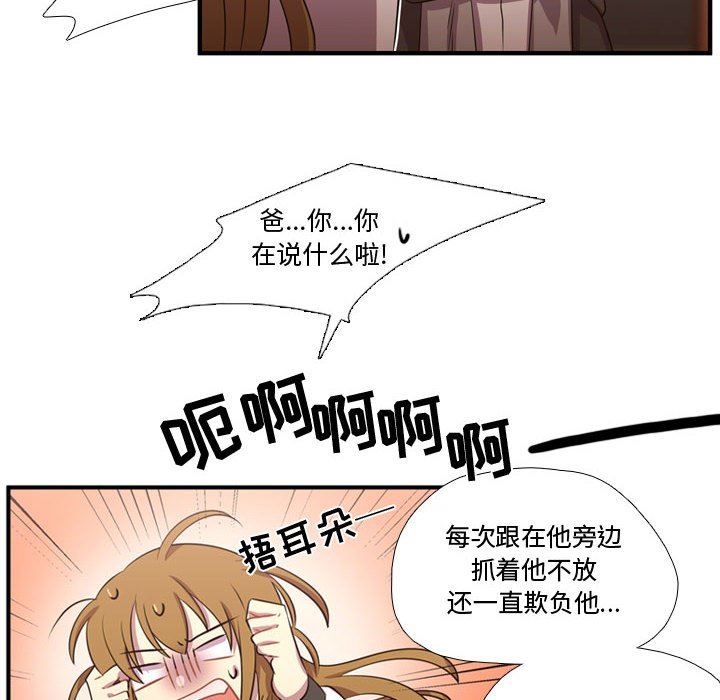 爸...你...你
在说什么啦!
呃啊啊啊啊
捂耳朵一
每次跟在他旁边
抓着他不放
还一直欺负他...